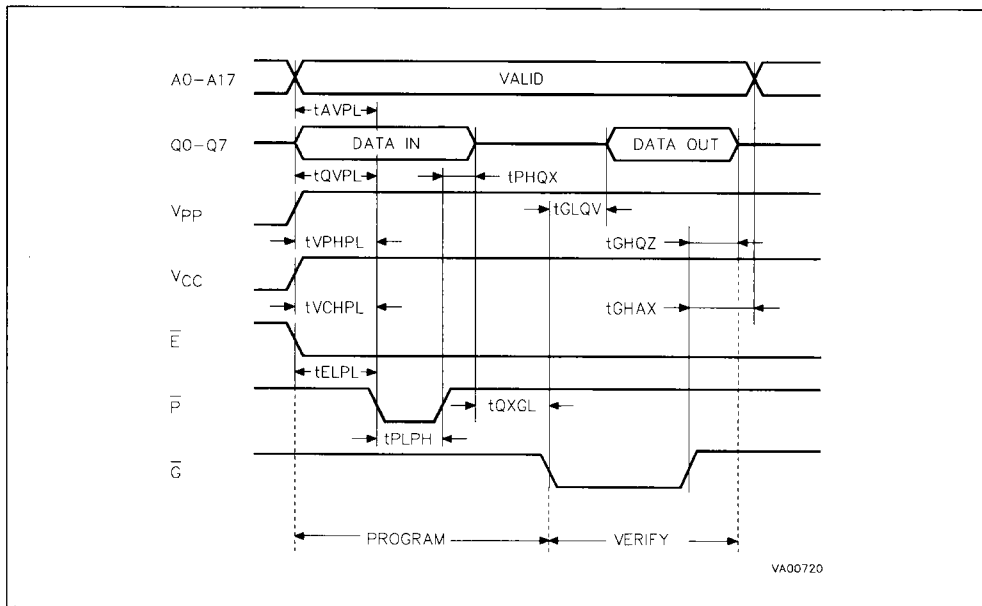 A0-A17
VALID
tAVPL
Q0-Q7
DATA IN
DATA OUT
tQVPL
tPHQX
VPP
tGLQV
tVPHPL
tGHQZ
VCC
tVCHPL
tGHAX
E̅
tELPL
P̅
tQXGL
tPLPH
G̅
PROGRAM
VERIFY
VA00720